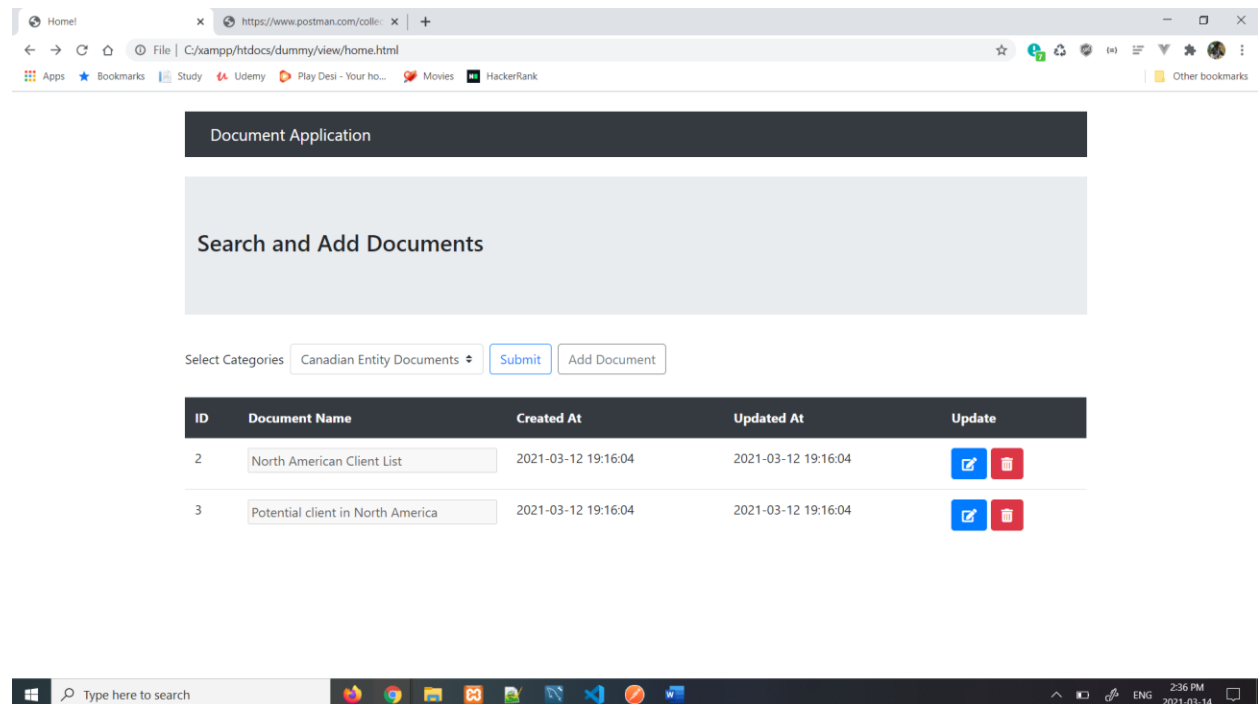 Home!
https://www.postman.com/collec
File | C:/xampp/htdocs/dummy/view/home.html
7
Apps Bookmarks Study Udemy Play Desi - Your ho... Movies HackerRank Other bookmarks
Document Application
Search and Add Documents
Select Categories Canadian Entity Documents Submit Add Document
ID Document Name Created At Updated At Update
2 North American Client List 2021-03-12 19:16:04 2021-03-12 19:16:04
3 Potential client in North America 2021-03-12 19:16:04 2021-03-12 19:16:04
Type here to search ENG 2:36 PM
2021-03-14